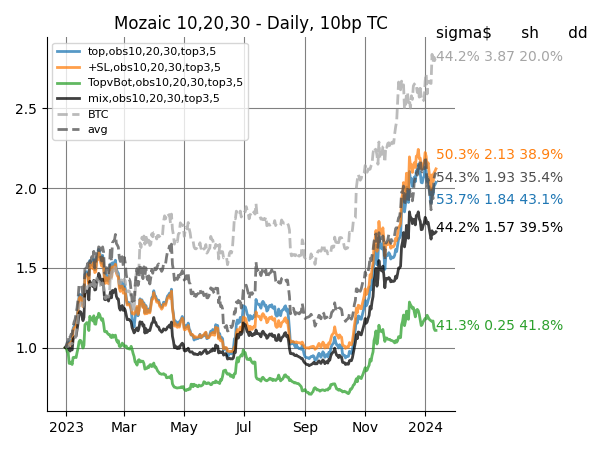 Mozaic 10,20,30 - Daily, 10bp TC
sigma$ sh dd
top,obs10,20,30,top3,5
+SL,obs10,20,30,top3,5
TopvBot,obs10,20,30,top3,5
mix,obs10,20,30,top3,5
BTC
avg
44.2% 3.87 20.0%
50.3% 2.13 38.9%
54.3% 1.93 35.4%
53.7% 1.84 43.1%
44.2% 1.57 39.5%
41.3% 0.25 41.8%
2.5
2.0
1.5
1.0
2023 Mar May Jul Sep Nov 2024